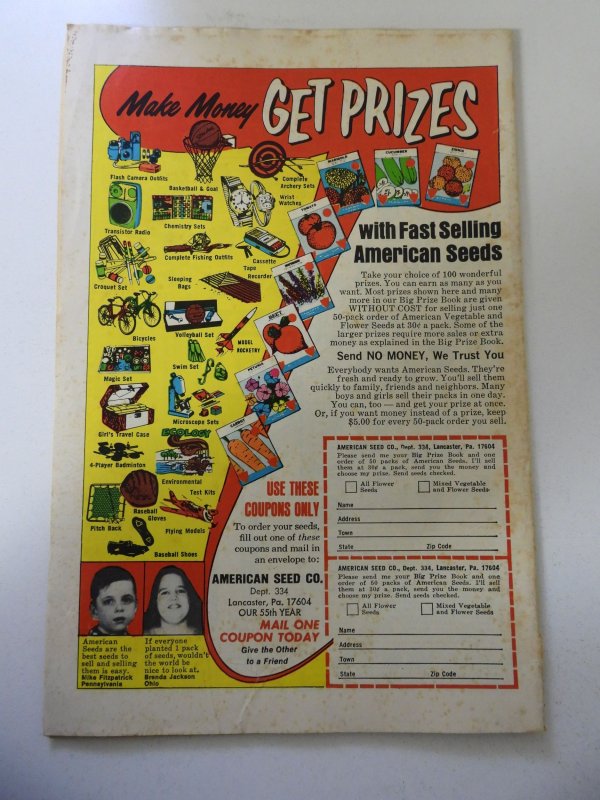 Make Money GET PRIZES
Flash Camera Outfits
Basketball & Goal
Complete
Archery Sets
Transistor Radio
Chemistry Sets
Wrist
Watches
Complete Fishing Outfits
Cassette
Tape
Recorder
Croquet Set
Sleeping
Bags
Bicycles
Volleyball Set
MODEL
ROCKETRY
Swim Set
Magic Set
Microscope Sets
Girl's Travel Case
ECOLOGY
4-Player Badminton
Environmental
Test Kits
Baseball
Gloves
Pitch Back
Flying Models
Baseball Shoes
MARIGOLD
CUCUMBER
ZINNIA
TOMATO
BEET
PETUNIA
CARROT
with Fast Selling
American Seeds
Take your choice of 100 wonderful
prizes. You can earn as many as you
want. Most prizes shown here and many
more in our Big Prize Book are given
WITHOUT COST for selling just one
50-pack order of American Vegetable and
Flower Seeds at 30¢ a pack. Some of the
larger prizes require more sales or extra
money as explained in the Big Prize Book.
Send NO MONEY, We Trust You
Everybody wants American Seeds. They're
fresh and ready to grow. You'll sell them
quickly to family, friends and neighbors. Many
boys and girls sell their packs in one day.
You can, too — and get your prize at once.
Or, if you want money instead of a prize, keep
$5.00 for every 50-pack order you sell.
USE THESE
COUPONS ONLY
To order your seeds,
fill out one of these
coupons and mail in
an envelope to:
AMERICAN SEED CO.
Dept. 334
Lancaster, Pa. 17604
OUR 55th YEAR
MAIL ONE
COUPON TODAY
Give the Other
to a Friend
AMERICAN SEED CO., Dept. 334, Lancaster, Pa. 17604
Please send me your Big Prize Book and one
order of 50 packs of American Seeds. I'll sell
them at 30¢ a pack, send you the money and
choose my prize. Send seeds checked.
All Flower
Seeds
Mixed Vegetable
and Flower Seeds
Name
Address
Town
State Zip Code
AMERICAN SEED CO., Dept. 334, Lancaster, Pa. 17604
Please send me your Big Prize Book and one
order of 50 packs of American Seeds. I'll sell
them at 30¢ a pack, send you the money and
choose my prize. Send seeds checked.
All Flower
Seeds
Mixed Vegetable
and Flower Seeds
Name
Address
Town
State Zip Code
American
Seeds are the
best seeds to
sell and selling
them is easy.
Mike Fitzpatrick
Pennsylvania
If everyone
planted 1 pack
of seeds, wouldn't
the world be
nice to look at.
Brenda Jackson
Ohio